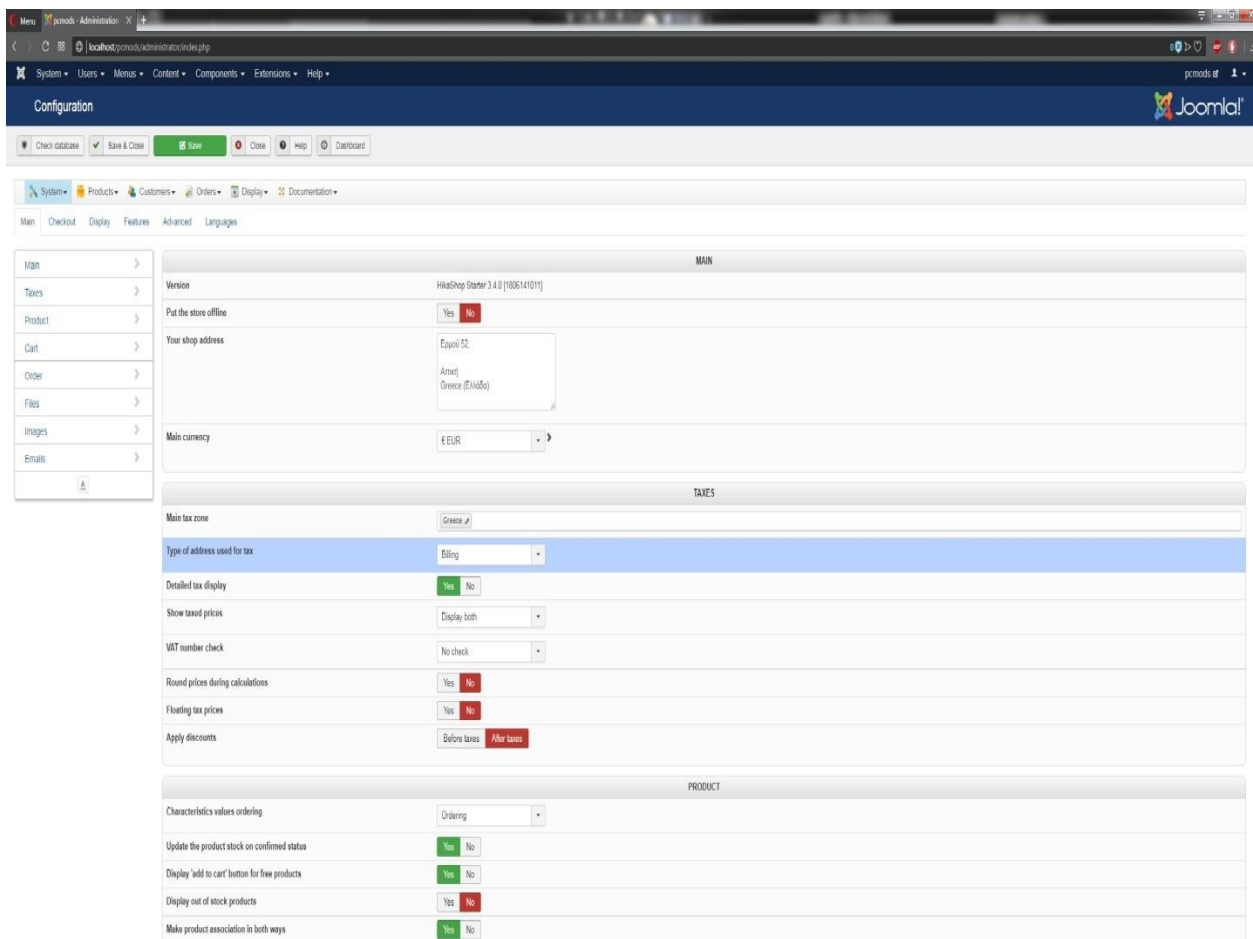 Menu pcmods - Administration
localhost/pcmods/administrator/index.php
System Users Menus Content Components Extensions Help pcmods
Configuration Joomla!
Check database Save & Close Save Close Help Dashboard
System Products Customers Orders Display Documentation
Main Checkout Display Features Advanced Languages
Main
Taxes
Product
Cart
Order
Files
Images
Emails
MAIN
Version HikaShop Starter 3.4.0 [1806141011]
Put the store offline Yes No
Your shop address Ερμού 52,
Αττική
Greece (Ελλάδα)
Main currency € EUR
TAXES
Main tax zone Greece
Type of address used for tax Billing
Detailed tax display Yes No
Show taxed prices Display both
VAT number check No check
Round prices during calculations Yes No
Floating tax prices Yes No
Apply discounts Before taxes After taxes
PRODUCT
Characteristics values ordering Ordering
Update the product stock on confirmed status Yes No
Display 'add to cart' button for free products Yes No
Display out of stock products Yes No
Make product association in both ways Yes No